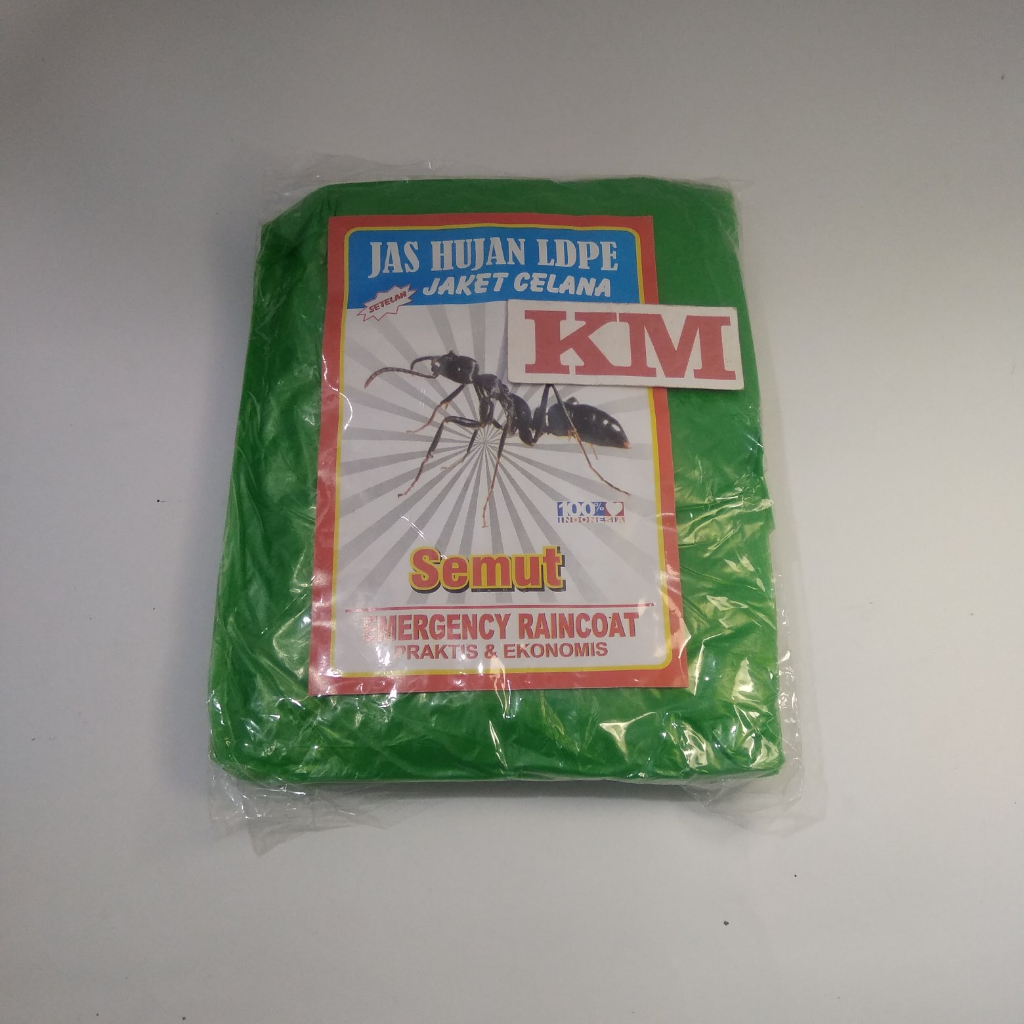 JAS HUJAN LDPE
JAKET CELANA
SETELAN
KM
100%
INDONESIA
Semut
EMERGENCY RAINCOAT
PRAKTIS & EKONOMIS